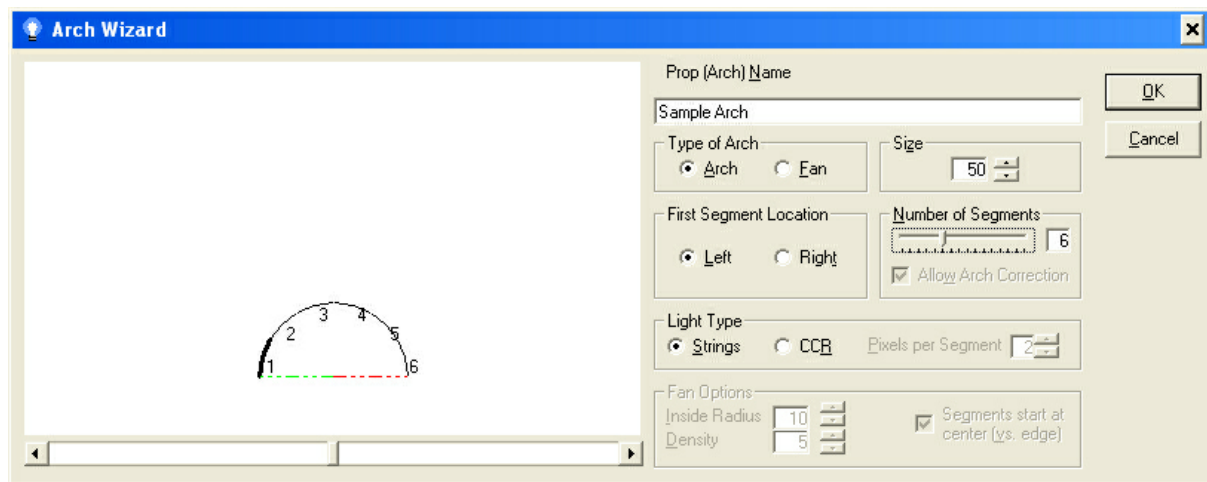 Arch Wizard
Prop (Arch) Name
Sample Arch
OK
Cancel
Type of Arch
Arch
Fan
Size
50
First Segment Location
Left
Right
Number of Segments
6
Allow Arch Correction
Light Type
Strings
CCR
Pixels per Segment
2
Fan Options
Inside Radius
10
Density
5
Segments start at
center (vs. edge)
1
2
3
4
5
6